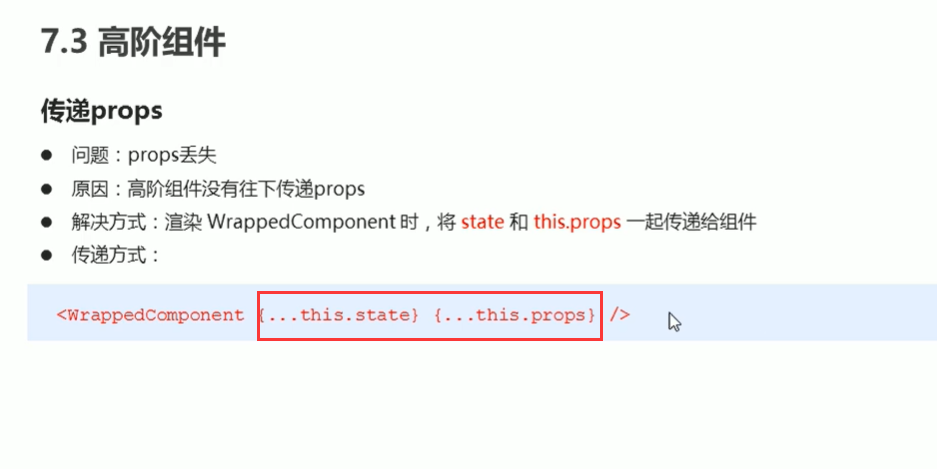 7.3 高阶组件
传递props
● 问题：props丢失
● 原因：高阶组件没有往下传递props
● 解决方式：渲染 WrappedComponent 时，将 state 和 this.props 一起传递给组件
● 传递方式：
<WrappedComponent {...this.state} {...this.props} />